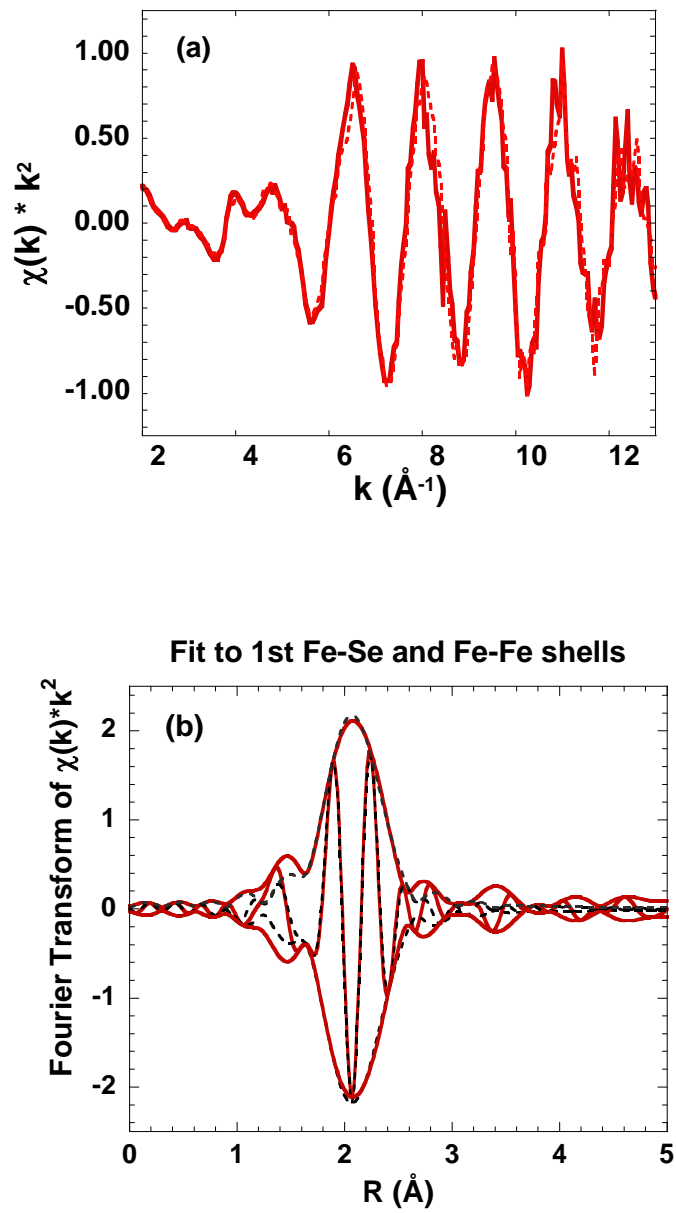 (a)
1.00
0.50
0.00
-0.50
-1.00
χ(k) * k²
2 4 6 8 10 12
k (Å⁻¹)
Fit to 1st Fe-Se and Fe-Fe shells
(b)
2
1
0
-1
-2
Fourier Transform of χ(k)*k²
0 1 2 3 4 5
R (Å)